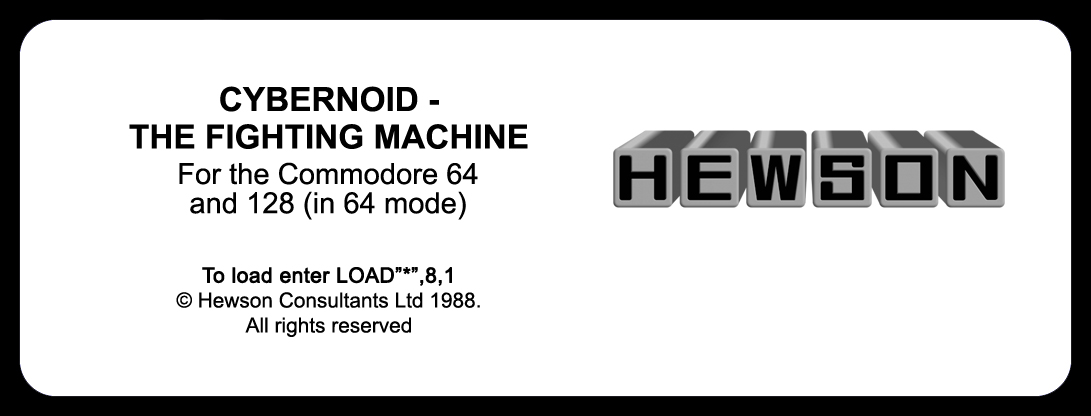 CYBERNOID -
THE FIGHTING MACHINE
For the Commodore 64
and 128 (in 64 mode)
To load enter LOAD”*”,8,1
© Hewson Consultants Ltd 1988.
All rights reserved
HEWSON